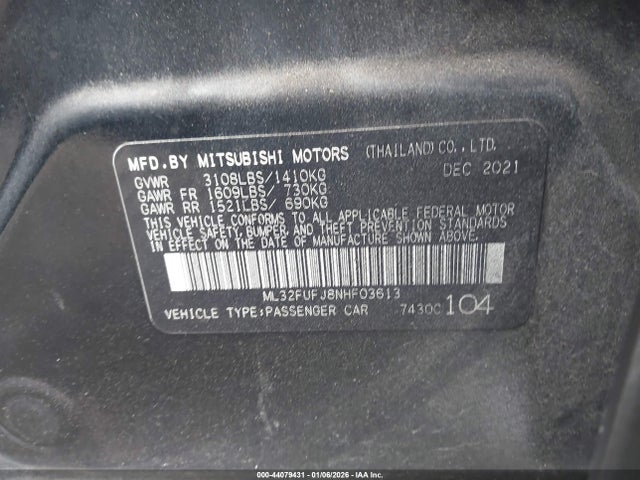 MFD.BY MITSUBISHI MOTORS (THAILAND)CO.,LTD.
GVWR 3108LBS/1410KG DEC 2021
GAWR FR 1609LBS/ 730KG
GAWR RR 1521LBS/ 690KG
THIS VEHICLE CONFORMS TO ALL APPLICABLE FEDERAL MOTOR
VEHICLE SAFETY,BUMPER,AND THEFT PREVENTION STANDARDS
IN EFFECT ON THE DATE OF MANUFACTURE SHOWN ABOVE.
ML32FUFJ8NHF03613
VEHICLE TYPE:PASSENGER CAR 7430C 104
000-44079431 - 01/06/2026 - IAA Inc.